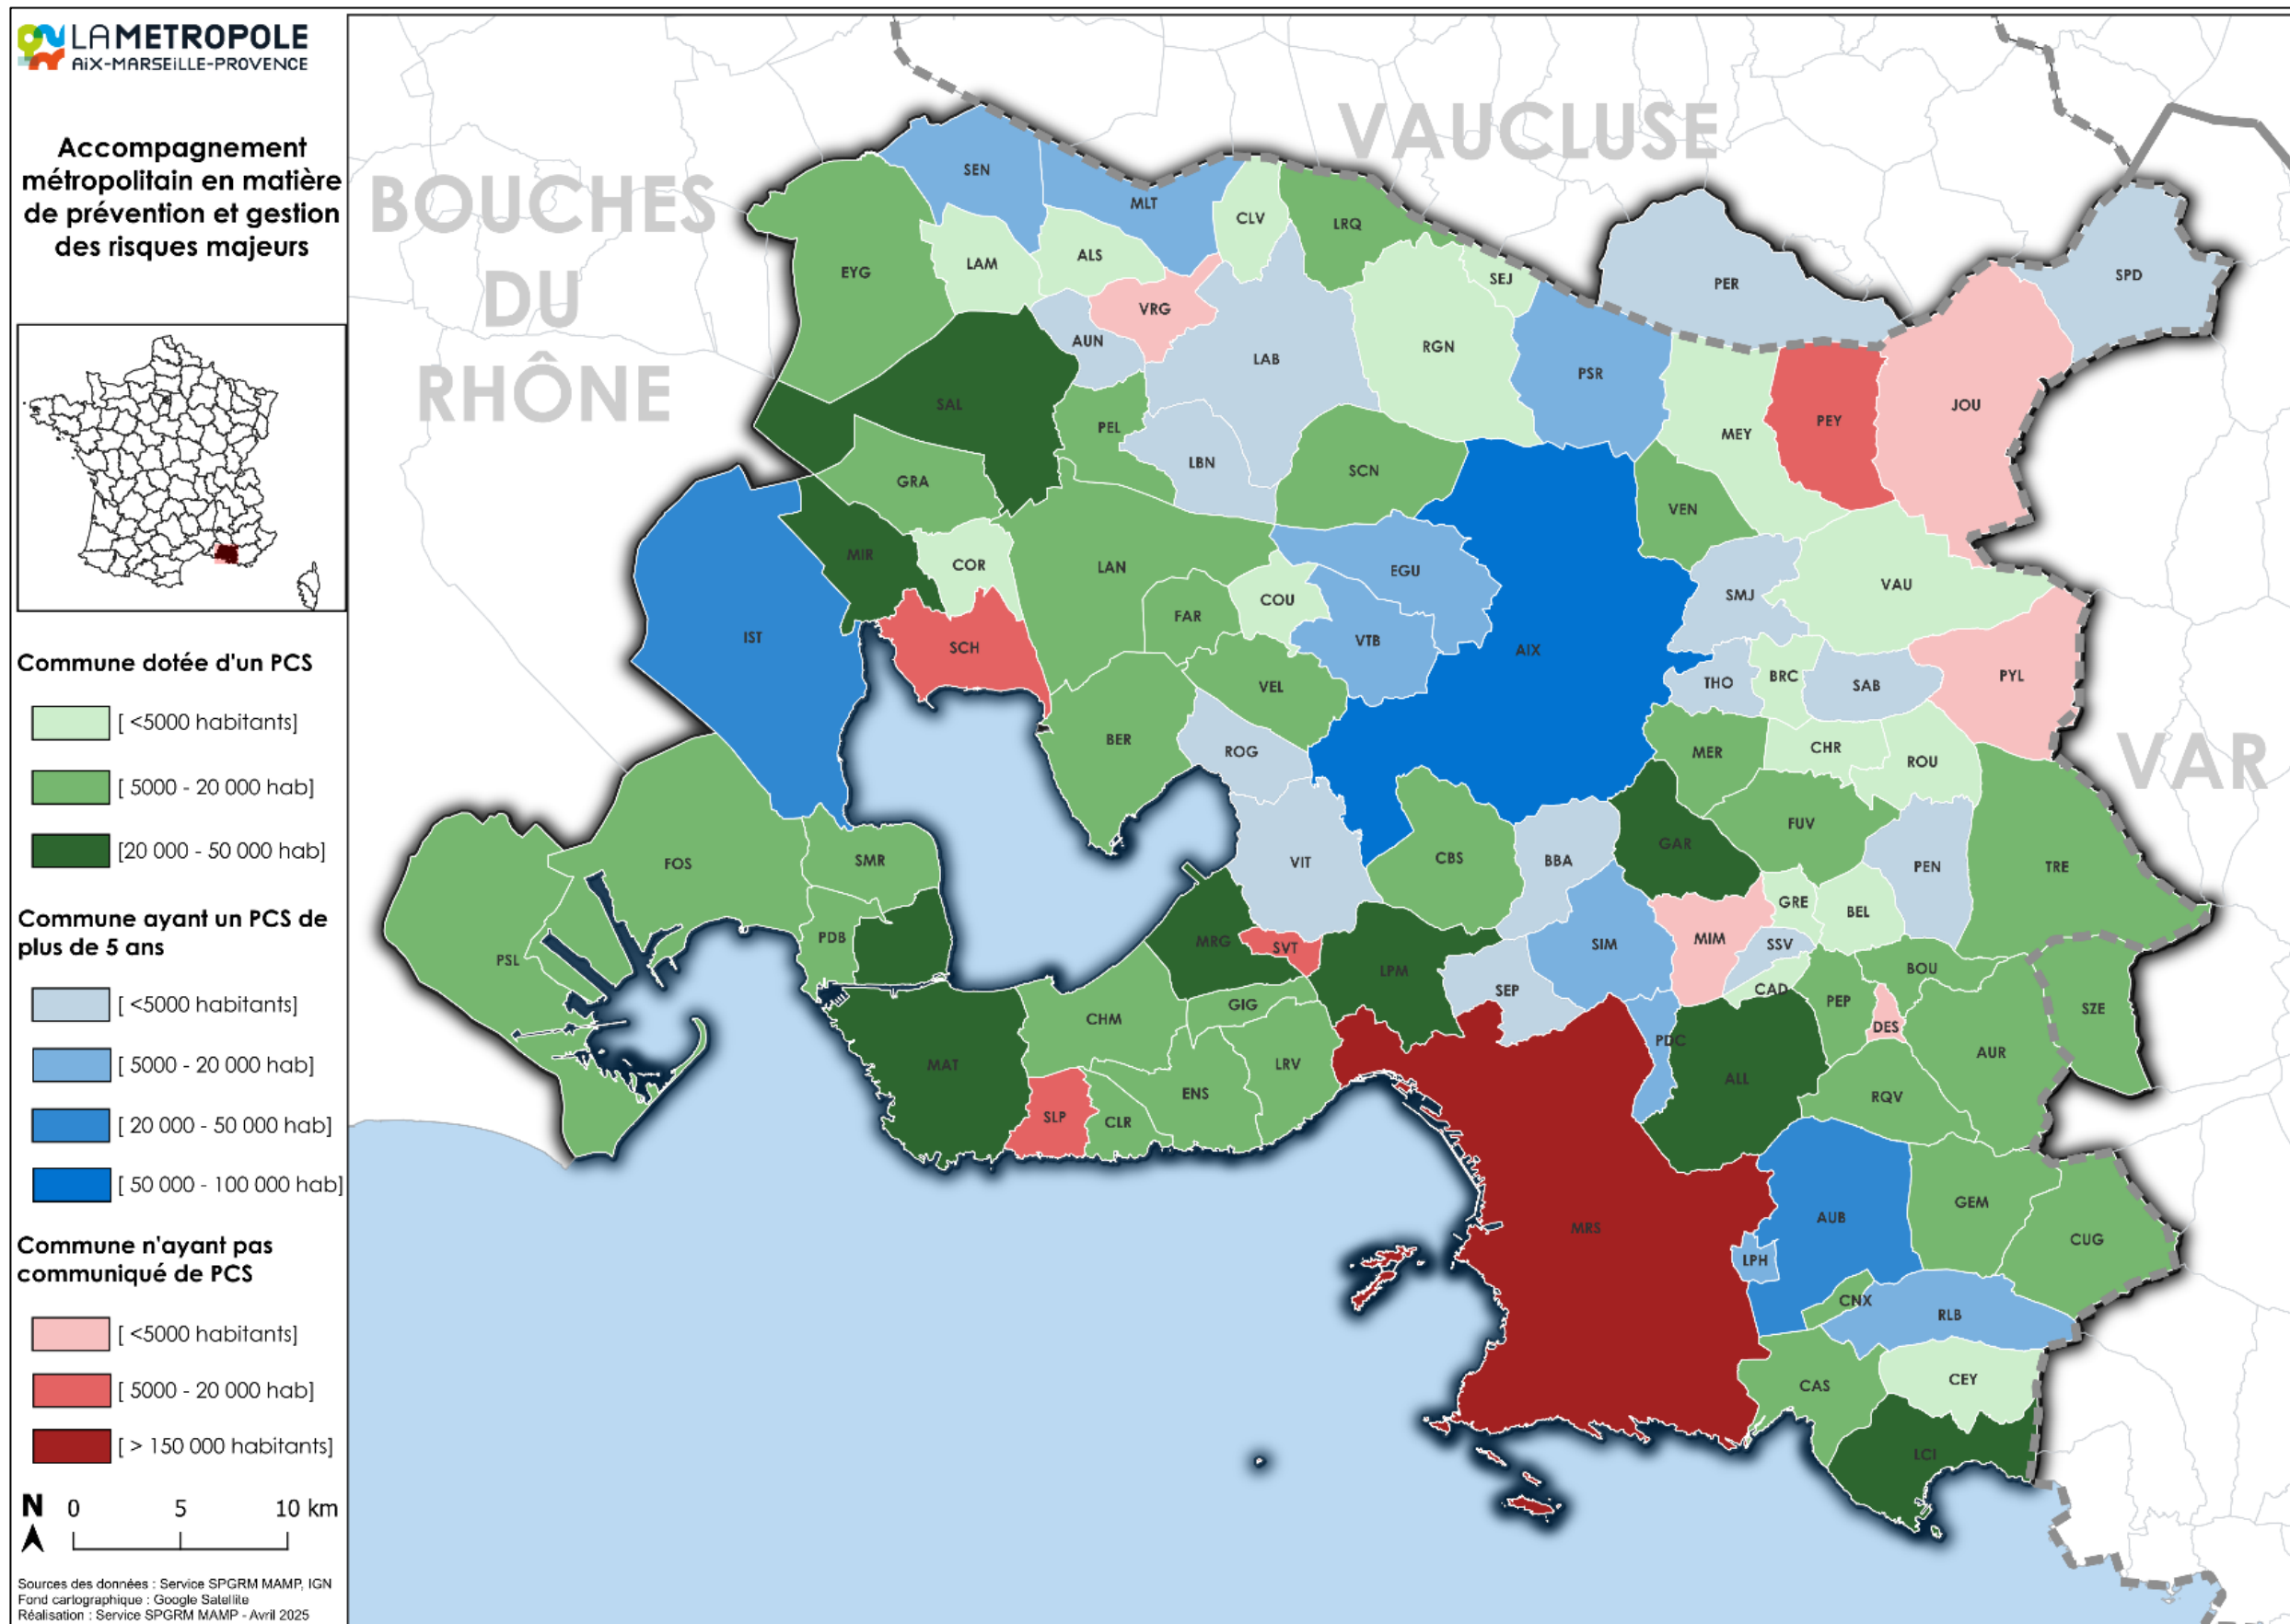 LA METROPOLE
AiX-MARSEiLLE-PROVENCE
Accompagnement
métropolitain en matière
de prévention et gestion
des risques majeurs
Commune dotée d'un PCS
[ <5000 habitants]
[ 5000 - 20 000 hab]
[20 000 - 50 000 hab]
Commune ayant un PCS de
plus de 5 ans
[ <5000 habitants]
[ 5000 - 20 000 hab]
[ 20 000 - 50 000 hab]
[ 50 000 - 100 000 hab]
Commune n'ayant pas
communiqué de PCS
[ <5000 habitants]
[ 5000 - 20 000 hab]
[ > 150 000 habitants]
N 0 5 10 km
Sources des données : Service SPGRM MAMP, IGN
Fond cartographique : Google Satellite
Réalisation : Service SPGRM MAMP - Avril 2025
VAUCLUSE
BOUCHES
DU
RHÔNE
VAR
SEN
MLT
CLV
LRQ
EYG
LAM
ALS
SEJ
PER
SPD
VRG
AUN
LAB
RGN
PSR
SAL
PEL
MEY
PEY
JOU
LBN
SCN
GRA
VEN
MIR
COR
LAN
EGU
SMJ
VAU
COU
FAR
VTB
IST
SCH
AIX
VEL
THO
BRC
SAB
PYL
BER
ROG
MER
CHR
ROU
FOS
SMR
VIT
CBS
BBA
GAR
FUV
PEN
TRE
GRE
BEL
PSL
PDB
MRG
SVT
LPM
SIM
MIM
SSV
BOU
SEP
CAD
PEP
DES
SZE
CHM
GIG
PDC
AUR
MAT
LRV
ALL
ENS
RQV
SLP
CLR
MRS
AUB
GEM
CUG
LPH
CNX
RLB
CAS
CEY
LCI